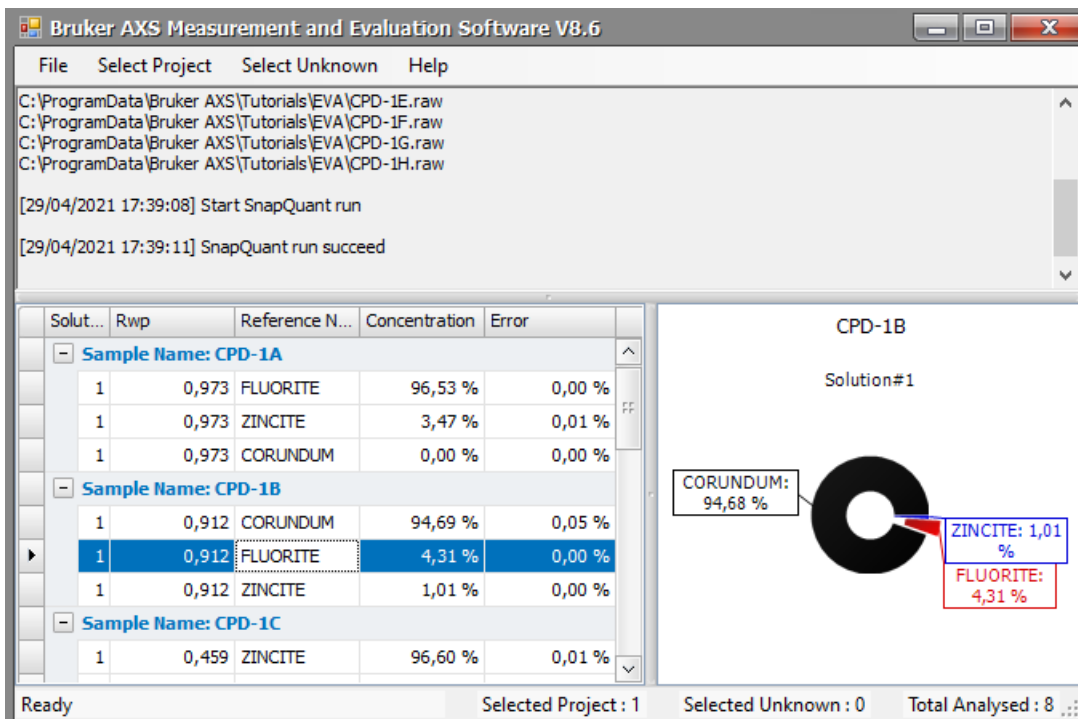 Bruker AXS Measurement and Evaluation Software V8.6
File Select Project Select Unknown Help
C:\ProgramData\Bruker AXS\Tutorials\EVA\CPD-1E.raw
C:\ProgramData\Bruker AXS\Tutorials\EVA\CPD-1F.raw
C:\ProgramData\Bruker AXS\Tutorials\EVA\CPD-1G.raw
C:\ProgramData\Bruker AXS\Tutorials\EVA\CPD-1H.raw
[29/04/2021 17:39:08] Start SnapQuant run
[29/04/2021 17:39:11] SnapQuant run succeed
Solut... Rwp Reference N... Concentration Error
Sample Name: CPD-1A
1 0,973 FLUORITE 96,53 % 0,00 %
1 0,973 ZINCITE 3,47 % 0,01 %
1 0,973 CORUNDUM 0,00 % 0,00 %
Sample Name: CPD-1B
1 0,912 CORUNDUM 94,69 % 0,05 %
1 0,912 FLUORITE 4,31 % 0,00 %
1 0,912 ZINCITE 1,01 % 0,00 %
Sample Name: CPD-1C
1 0,459 ZINCITE 96,60 % 0,01 %
CPD-1B
Solution#1
CORUNDUM:
94,68 %
ZINCITE: 1,01
%
FLUORITE:
4,31 %
Ready Selected Project : 1 Selected Unknown : 0 Total Analysed : 8